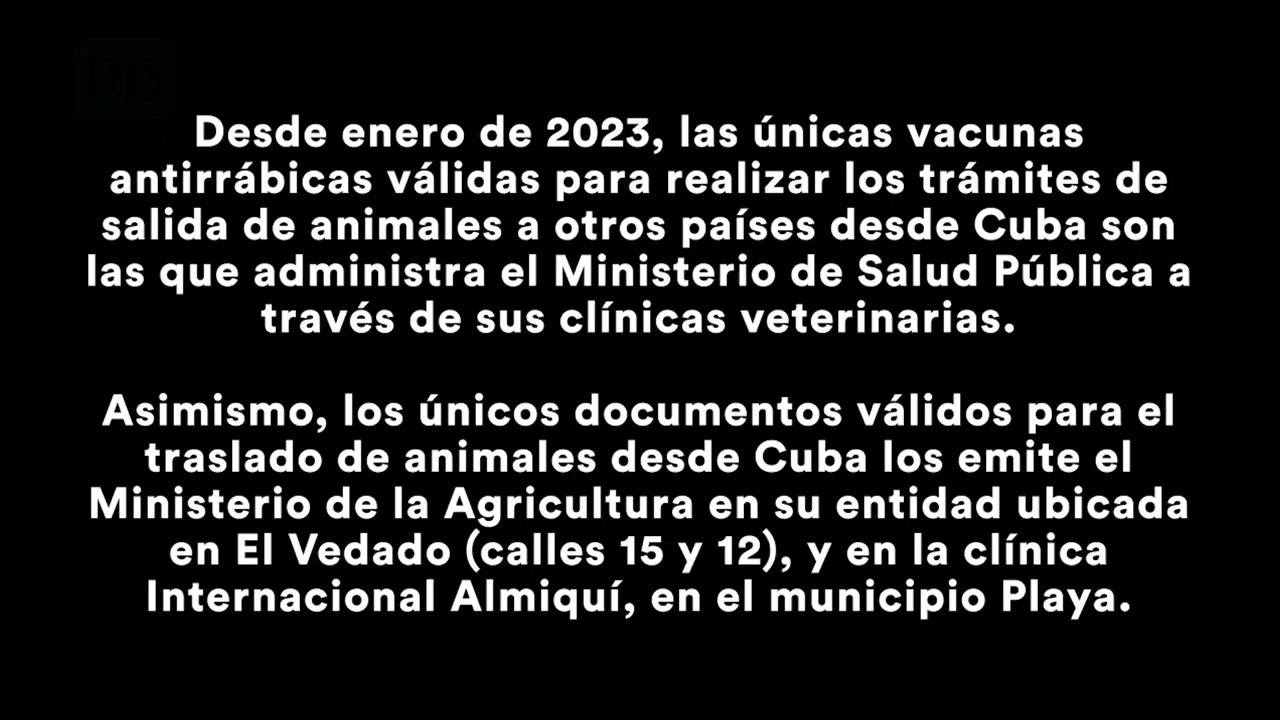 PB
Desde enero de 2023, las únicas vacunas
antirrábicas válidas para realizar los trámites de
salida de animales a otros países desde Cuba son
las que administra el Ministerio de Salud Pública a
través de sus clínicas veterinarias.
Asimismo, los únicos documentos válidos para el
traslado de animales desde Cuba los emite el
Ministerio de la Agricultura en su entidad ubicada
en El Vedado (calles 15 y 12), y en la clínica
Internacional Almiquí, en el municipio Playa.